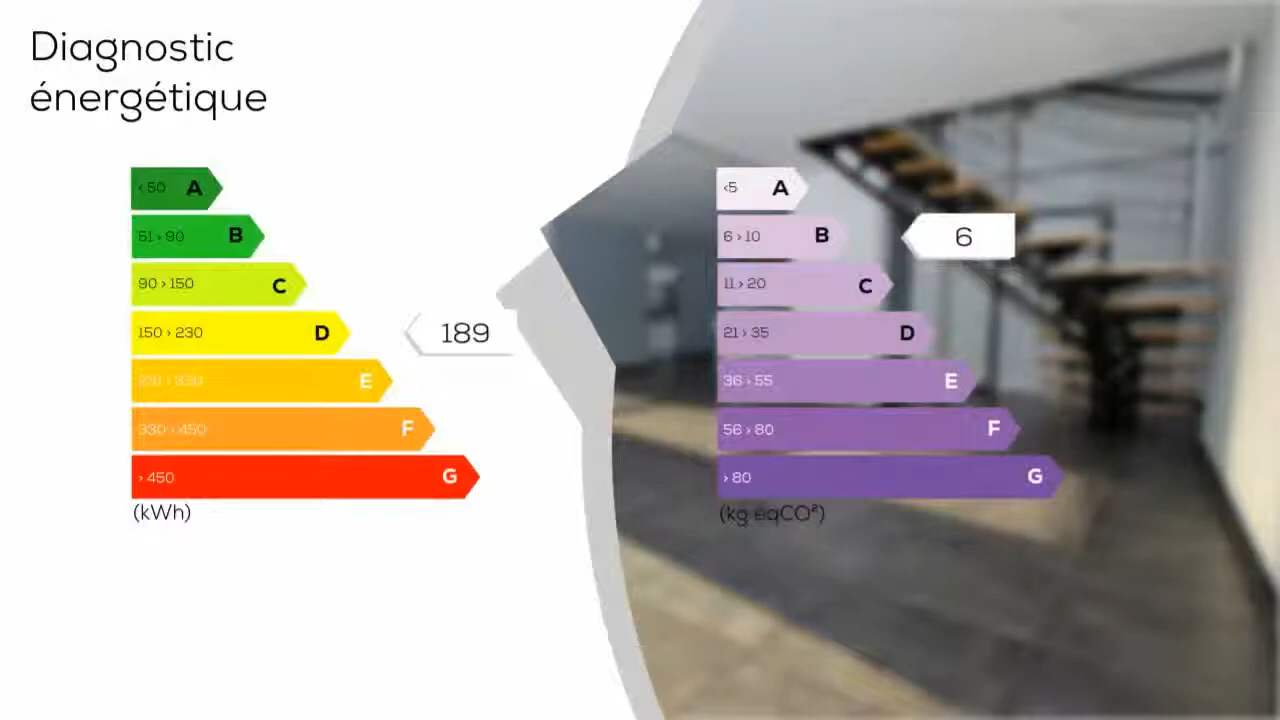 Diagnostic
énergétique
< 50 A
51 > 90 B
90 > 150 C
150 > 230 D
189
E
330 > 450 F
> 450 G
(kWh)
<5 A
6 > 10 B
6
11 > 20 C
21 > 35 D
36 > 55 E
56 > 80 F
> 80 G
(kg eqCO²)